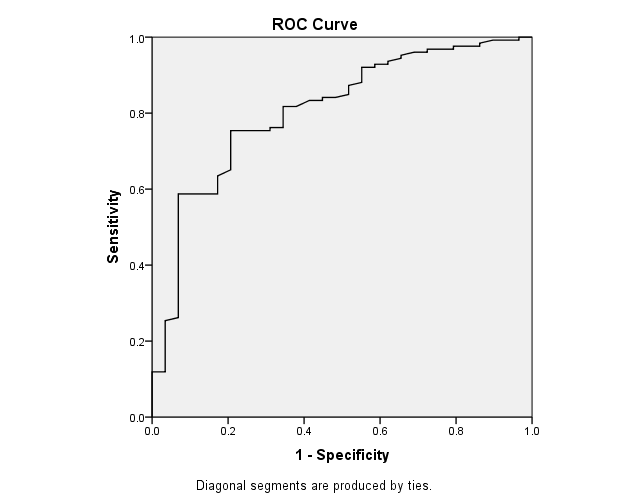 ROC Curve
1.0
0.8
0.6
0.4
0.2
0.0
Sensitivity
0.0 0.2 0.4 0.6 0.8 1.0
1 - Specificity
Diagonal segments are produced by ties.